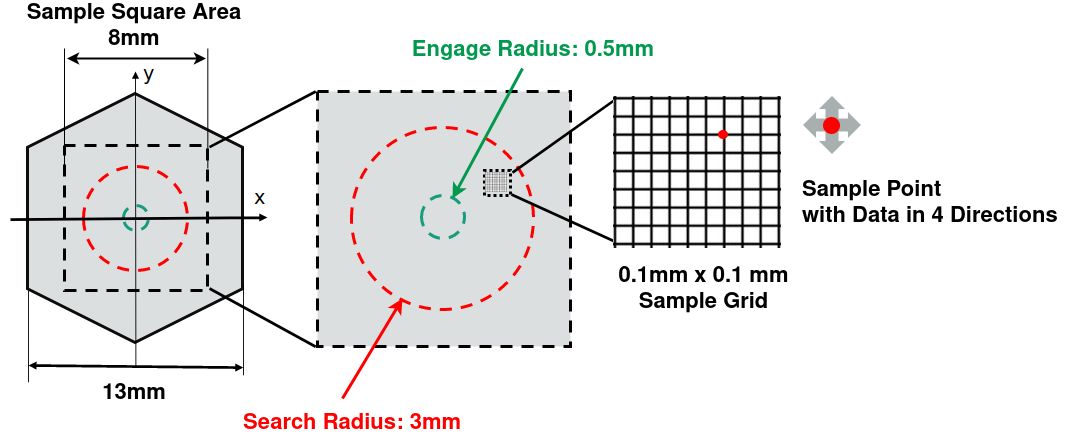 Sample Square Area
8mm
y
x
13mm
Engage Radius: 0.5mm
Search Radius: 3mm
0.1mm x 0.1 mm
Sample Grid
Sample Point
with Data in 4 Directions